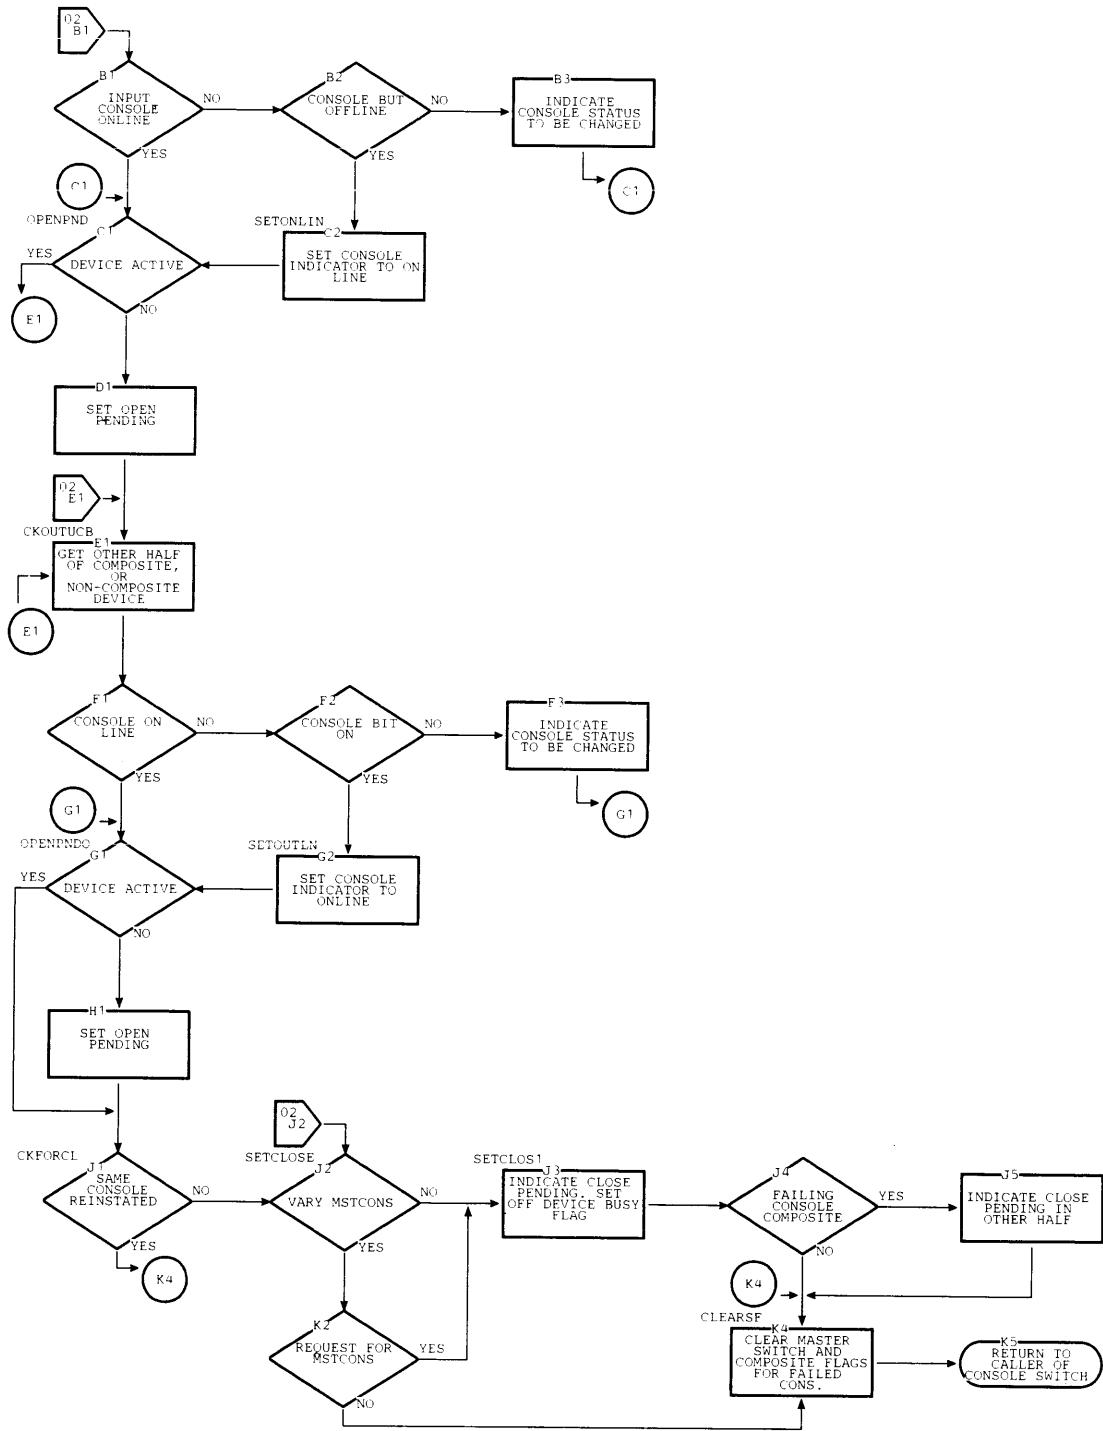 02
B1
B1
INPUT
CONSOLE
ONLINE
NO
YES
B2
CONSOLE BUT
OFFLINE
NO
YES
B3
INDICATE
CONSOLE STATUS
TO BE CHANGED
C1
C1
OPENPND
C1
DEVICE ACTIVE
YES
NO
E1
SETONLIN
C2
SET CONSOLE
INDICATOR TO ON
LINE
D1
SET OPEN
PENDING
02
E1
CKOUTUCB
E1
GET OTHER HALF
OF COMPOSITE,
OR
NON-COMPOSITE
DEVICE
E1
F1
CONSOLE ON
LINE
NO
YES
F2
CONSOLE BIT
ON
NO
YES
F3
INDICATE
CONSOLE STATUS
TO BE CHANGED
G1
G1
OPENPNDO
G1
DEVICE ACTIVE
YES
NO
SETOUTLN
G2
SET CONSOLE
INDICATOR TO
ONLINE
H1
SET OPEN
PENDING
CKFORCL
J1
SAME
CONSOLE
REINSTATED
NO
YES
K4
02
J2
SETCLOSE
J2
VARY MSTCONS
NO
YES
SETCLOS1
J3
INDICATE CLOSE
PENDING. SET
OFF DEVICE BUSY
FLAG
J4
FAILING
CONSOLE
COMPOSITE
YES
NO
J5
INDICATE CLOSE
PENDING IN
OTHER HALF
K2
REQUEST FOR
MSTCONS
YES
NO
K4
CLEARSF
K4
CLEAR MASTER
SWITCH AND
COMPOSITE FLAGS
FOR FAILED
CONS.
K5
RETURN TO
CALLER OF
CONSOLE SWITCH